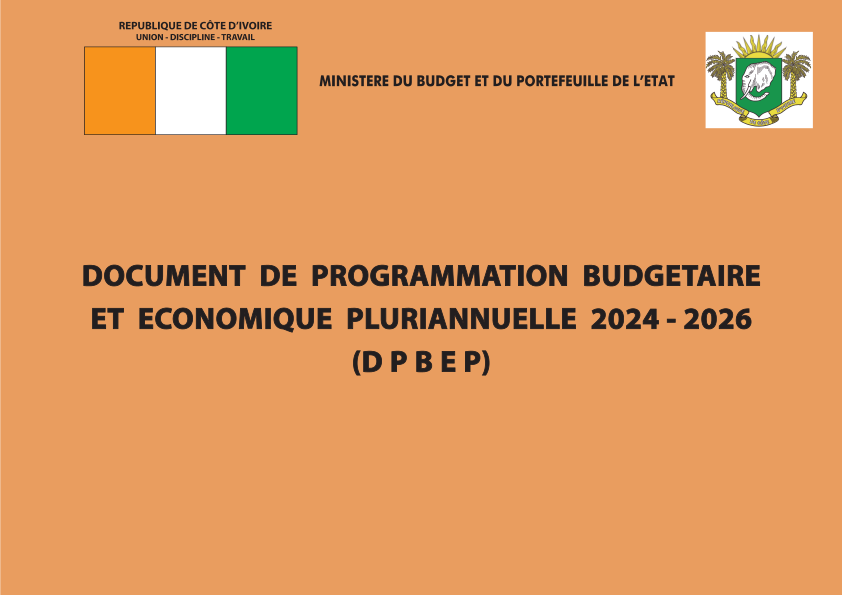 REPUBLIQUE DE CÔTE D'IVOIRE
UNION - DISCIPLINE - TRAVAIL
MINISTERE DU BUDGET ET DU PORTEFEUILLE DE L'ETAT
DOCUMENT DE PROGRAMMATION BUDGETAIRE
ET ECONOMIQUE PLURIANNUELLE 2024 - 2026
(D P B E P)